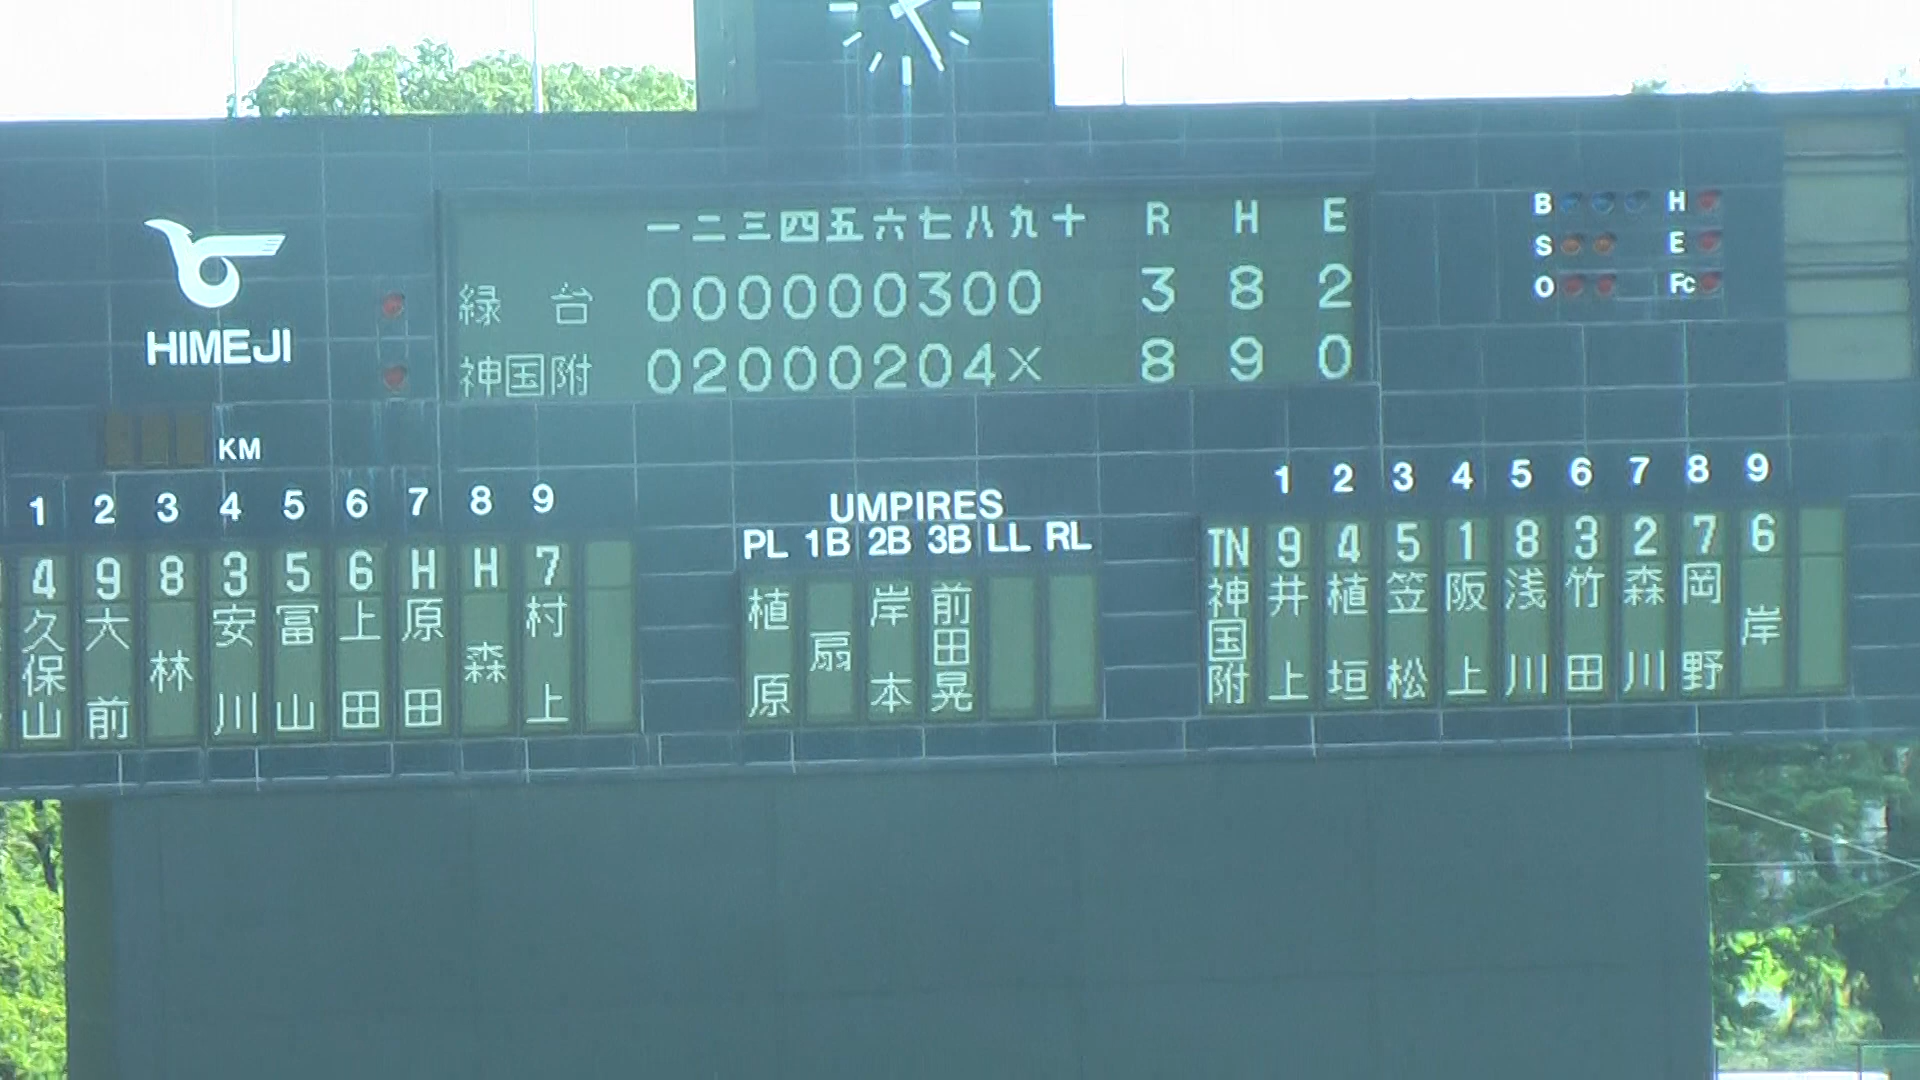 一二三四五六七八九十 R H E
緑台 000000300 3 8 2
神国附 02000204X 8 9 0
B H
S E
O Fc
HIMEJI
KM
1 2 3 4 5 6 7 8 9
4 9 8 3 5 6 H H 7
久保山 大前 林 安川 冨山 上田 原田 森 村上
UMPIRES
PL 1B 2B 3B LL RL
植原 扇 岸本 前田晃
1 2 3 4 5 6 7 8 9
TN 9 4 5 1 8 3 2 7 6
神国附 井上 植垣 笠松 阪上 浅川 竹田 森川 岡野 岸